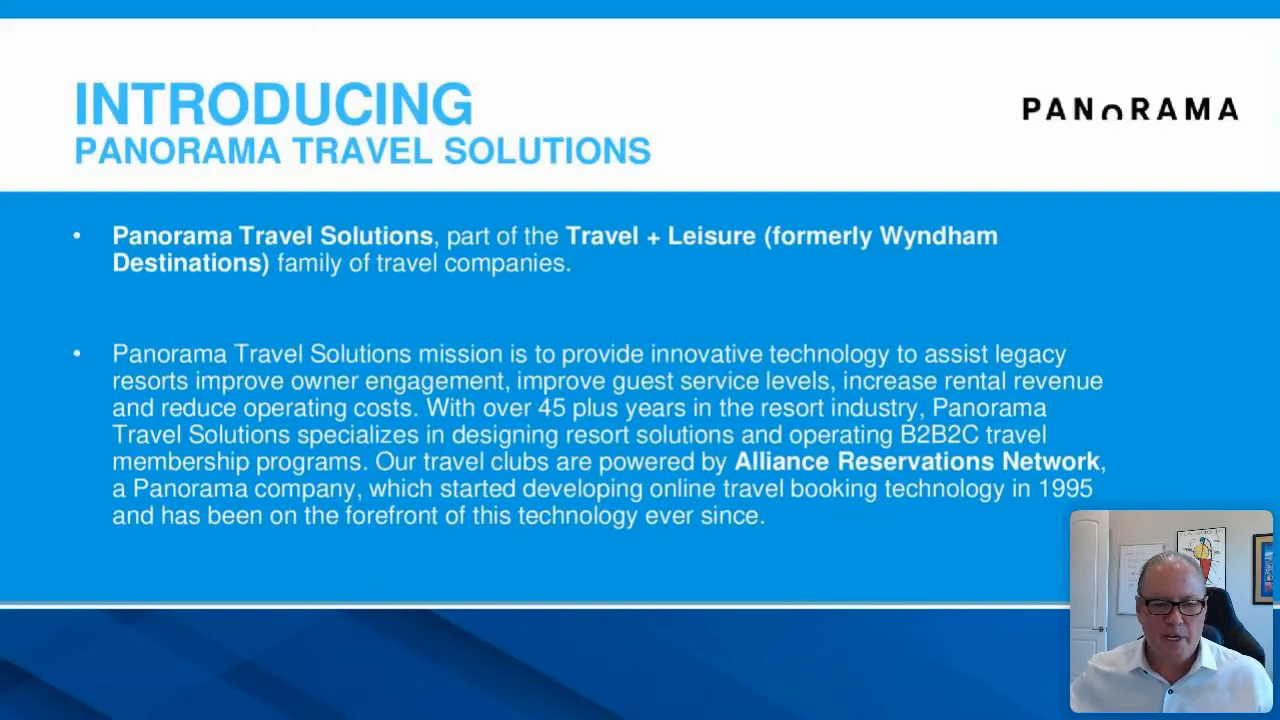 INTRODUCING
PANORAMA TRAVEL SOLUTIONS
PANORAMA
• Panorama Travel Solutions, part of the Travel + Leisure (formerly Wyndham
Destinations) family of travel companies.
• Panorama Travel Solutions mission is to provide innovative technology to assist legacy
resorts improve owner engagement, improve guest service levels, increase rental revenue
and reduce operating costs. With over 45 plus years in the resort industry, Panorama
Travel Solutions specializes in designing resort solutions and operating B2B2C travel
membership programs. Our travel clubs are powered by Alliance Reservations Network,
a Panorama company, which started developing online travel booking technology in 1995
and has been on the forefront of this technology ever since.